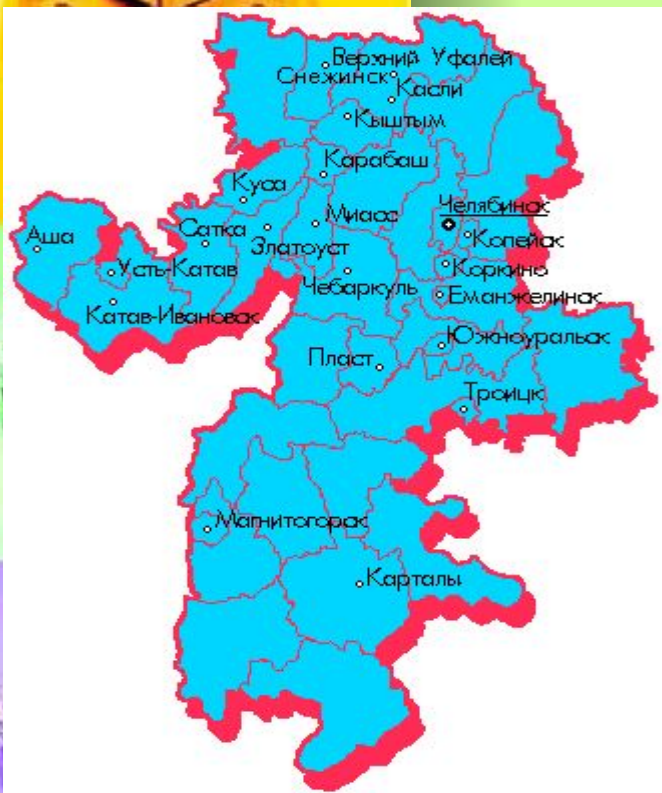 Верхний Уфалей
Снежинск
Касли
Кыштым
Карабаш
Куса
Миасс
Челябинск
Аша
Сатка
Златоуст
Копейск
Усть-Катав
Чебаркуль
Коркино
Катав-Ивановск
Еманжелинск
Южноуральск
Пласт
Троицк
Магнитогорск
Карталы